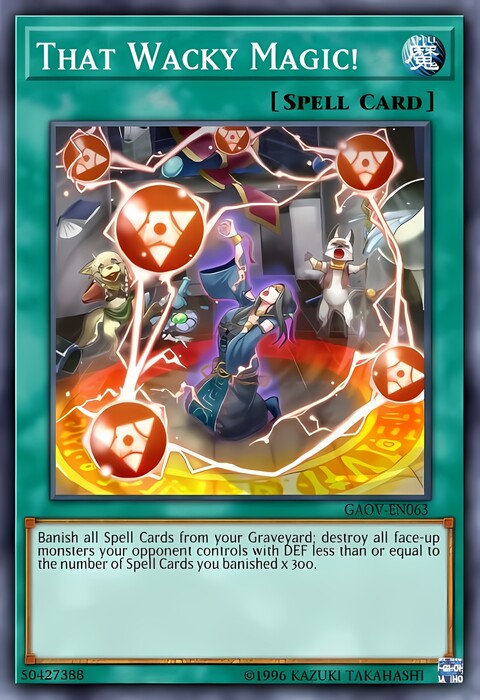 THAT WACKY MAGIC!
魔
[SPELL CARD]
GAOV-EN063
Banish all Spell Cards from your Graveyard; destroy all face-up
monsters your opponent controls with DEF less than or equal to
the number of Spell Cards you banished x 300.
50427388
©1996 KAZUKI TAKAHASHI